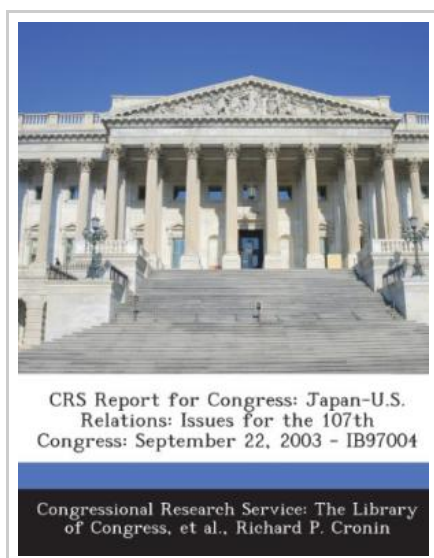 CRS Report for Congress: Japan-U.S.
Relations: Issues for the 107th
Congress: September 22, 2003 - IB97004
Congressional Research Service: The Library
of Congress, et al., Richard P. Cronin